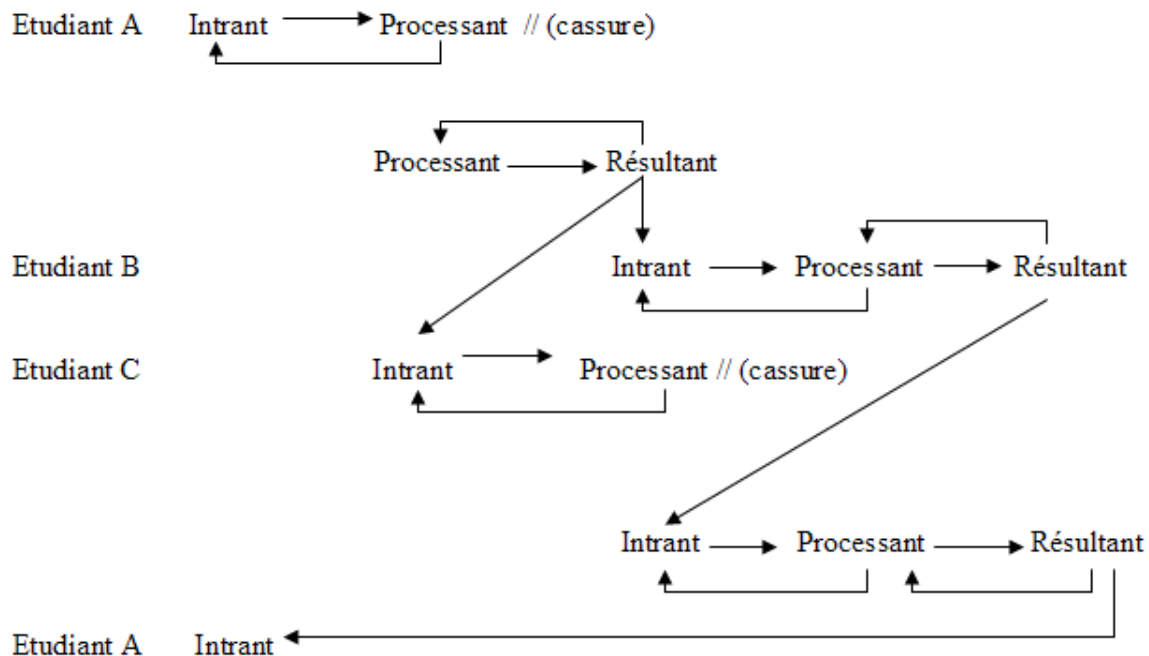 Etudiant A Intrant Processant // (cassure)
Processant Résultant
Etudiant B Intrant Processant Résultant
Etudiant C Intrant Processant // (cassure)
Intrant Processant Résultant
Etudiant A Intrant